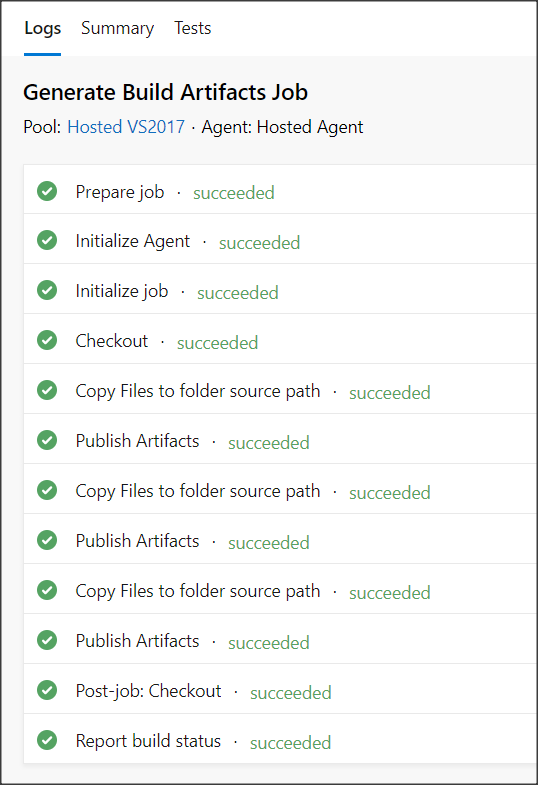 Logs Summary Tests
Generate Build Artifacts Job
Pool: Hosted VS2017 · Agent: Hosted Agent
Prepare job · succeeded
Initialize Agent · succeeded
Initialize job · succeeded
Checkout · succeeded
Copy Files to folder source path · succeeded
Publish Artifacts · succeeded
Copy Files to folder source path · succeeded
Publish Artifacts · succeeded
Copy Files to folder source path · succeeded
Publish Artifacts · succeeded
Post-job: Checkout · succeeded
Report build status · succeeded